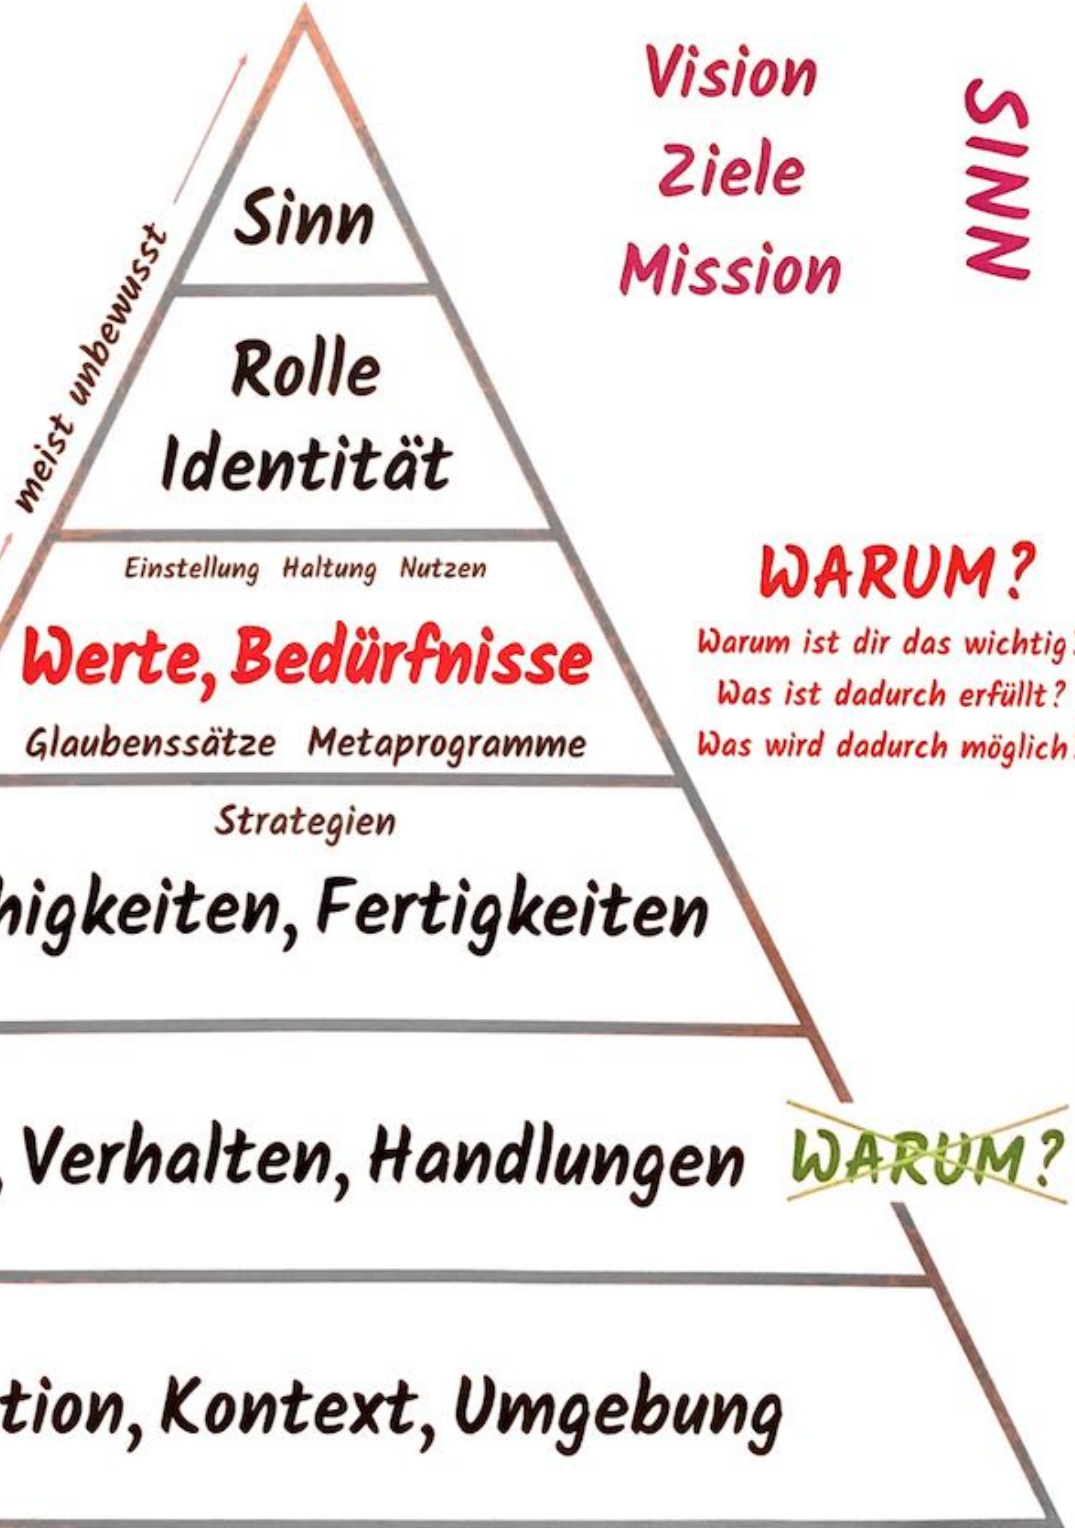 Vision
Ziele
Mission
SINN
Sinn
meist unbewusst
Rolle
Identität
Einstellung Haltung Nutzen
Werte, Bedürfnisse
Glaubenssätze Metaprogramme
WARUM?
Warum ist dir das wichtig?
Was ist dadurch erfüllt?
Was wird dadurch möglich?
Strategien
higkeiten, Fertigkeiten
, Verhalten, Handlungen
WARUM?
tion, Kontext, Umgebung